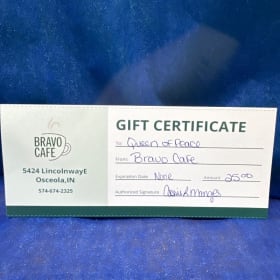 BRAVO
CAFE
5424 LincolnwayE
Osceola,IN
574-674-2325
GIFT CERTIFICATE
To: Queen of Peace
From: Bravo Cafe
Expiration Date None Amount 25.00
Authorized Signature